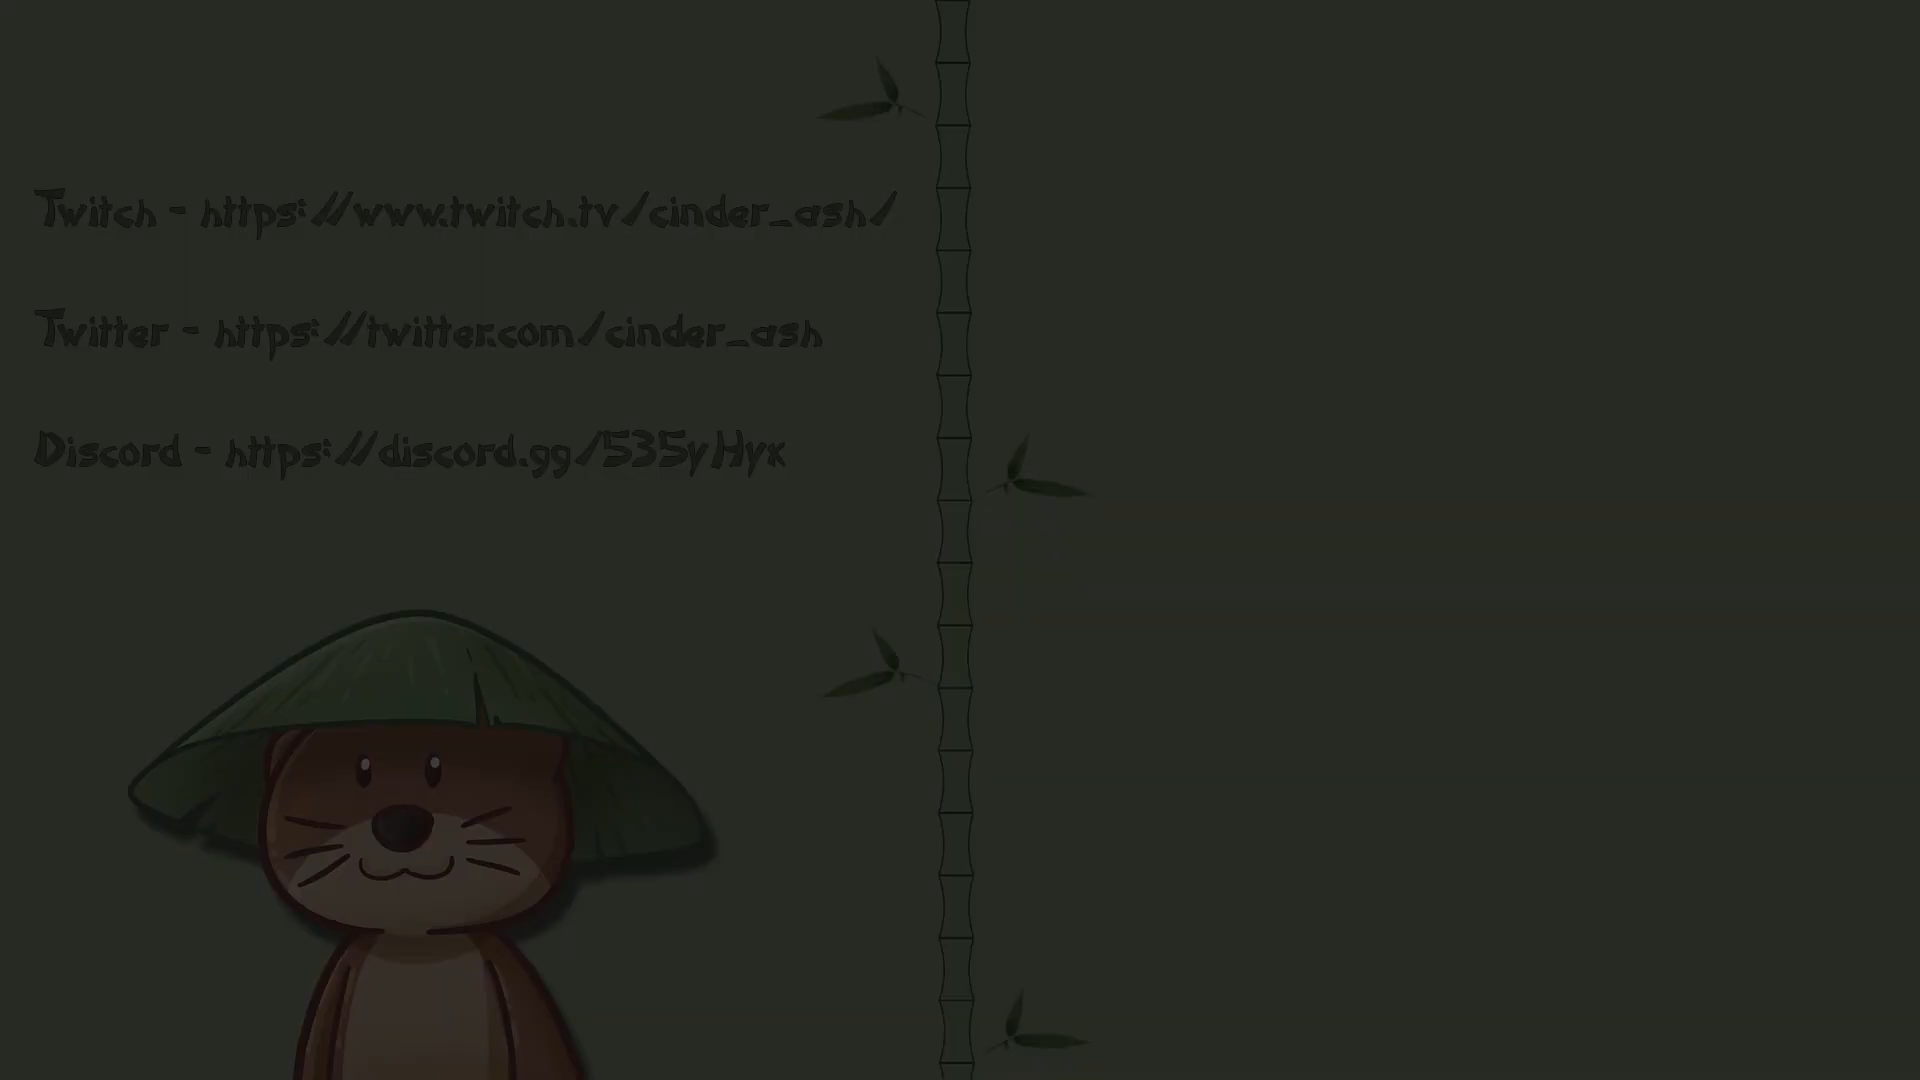 Twitch - https://www.twitch.tv/cinder_ash/
Twitter - https://twitter.com/cinder_ash
Discord - https://discord.gg/535yHyx